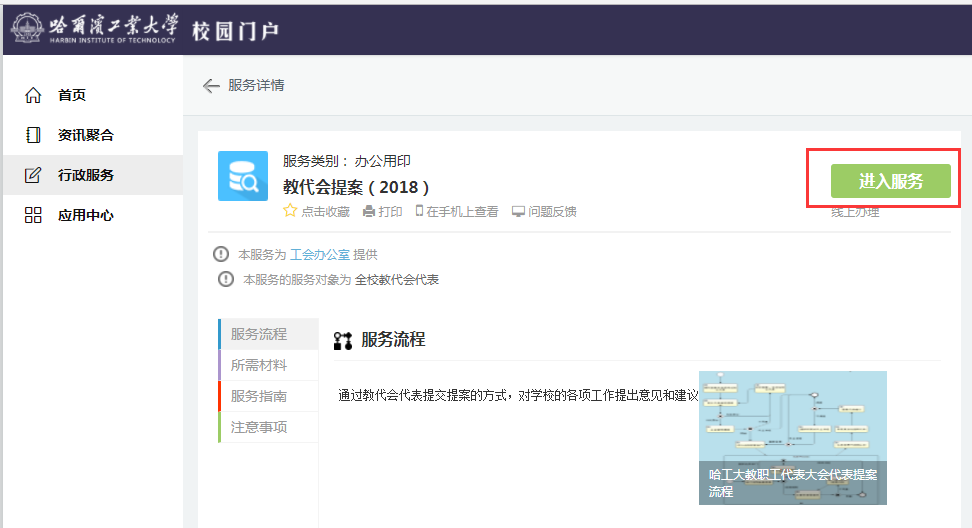 哈爾濱工業大學
HARBIN INSTITUTE OF TECHNOLOGY
校园门户
首页
资讯聚合
行政服务
应用中心
服务详情
服务类别： 办公用印
教代会提案（2018）
点击收藏 打印 在手机上查看 问题反馈
进入服务
线上办理
本服务为 工会办公室 提供
本服务的服务对象为 全校教代会代表
服务流程
所需材料
服务指南
注意事项
服务流程
通过教代会代表提交提案的方式，对学校的各项工作提出意见和建议
哈工大教职工代表大会代表提案
流程